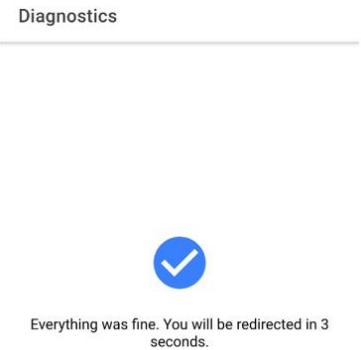 Diagnostics
Everything was fine. You will be redirected in 3
seconds.